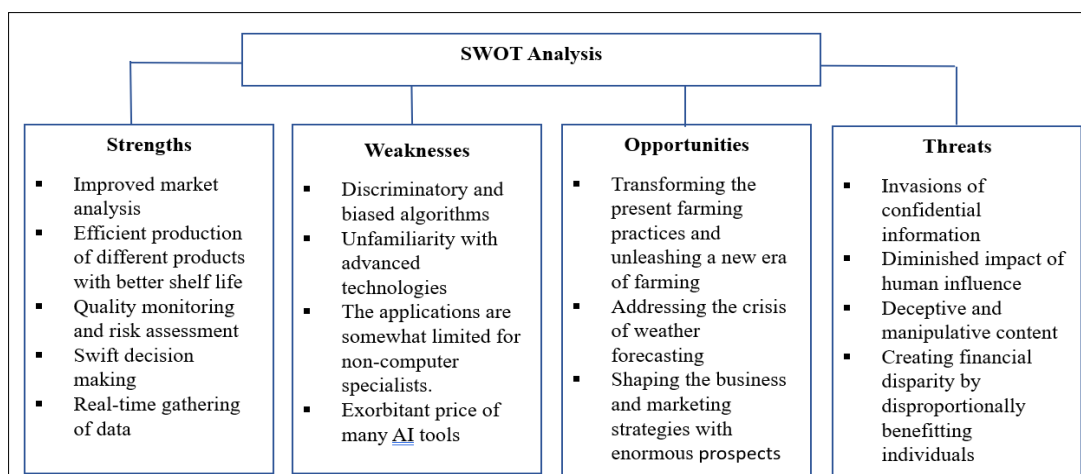 SWOT Analysis
Strengths
▪ Improved market
analysis
▪ Efficient production
of different products
with better shelf life
▪ Quality monitoring
and risk assessment
▪ Swift decision
making
▪ Real-time gathering
of data
Weaknesses
▪ Discriminatory and
biased algorithms
▪ Unfamiliarity with
advanced
technologies
▪ The applications are
somewhat limited for
non-computer
specialists.
▪ Exorbitant price of
many AI tools
Opportunities
▪ Transforming the
present farming
practices and
unleashing a new era
of farming
▪ Addressing the crisis
of weather
forecasting
▪ Shaping the business
and marketing
strategies with
enormous prospects
Threats
▪ Invasions of
confidential
information
▪ Diminished impact of
human influence
▪ Deceptive and
manipulative content
▪ Creating financial
disparity by
disproportionally
benefitting
individuals